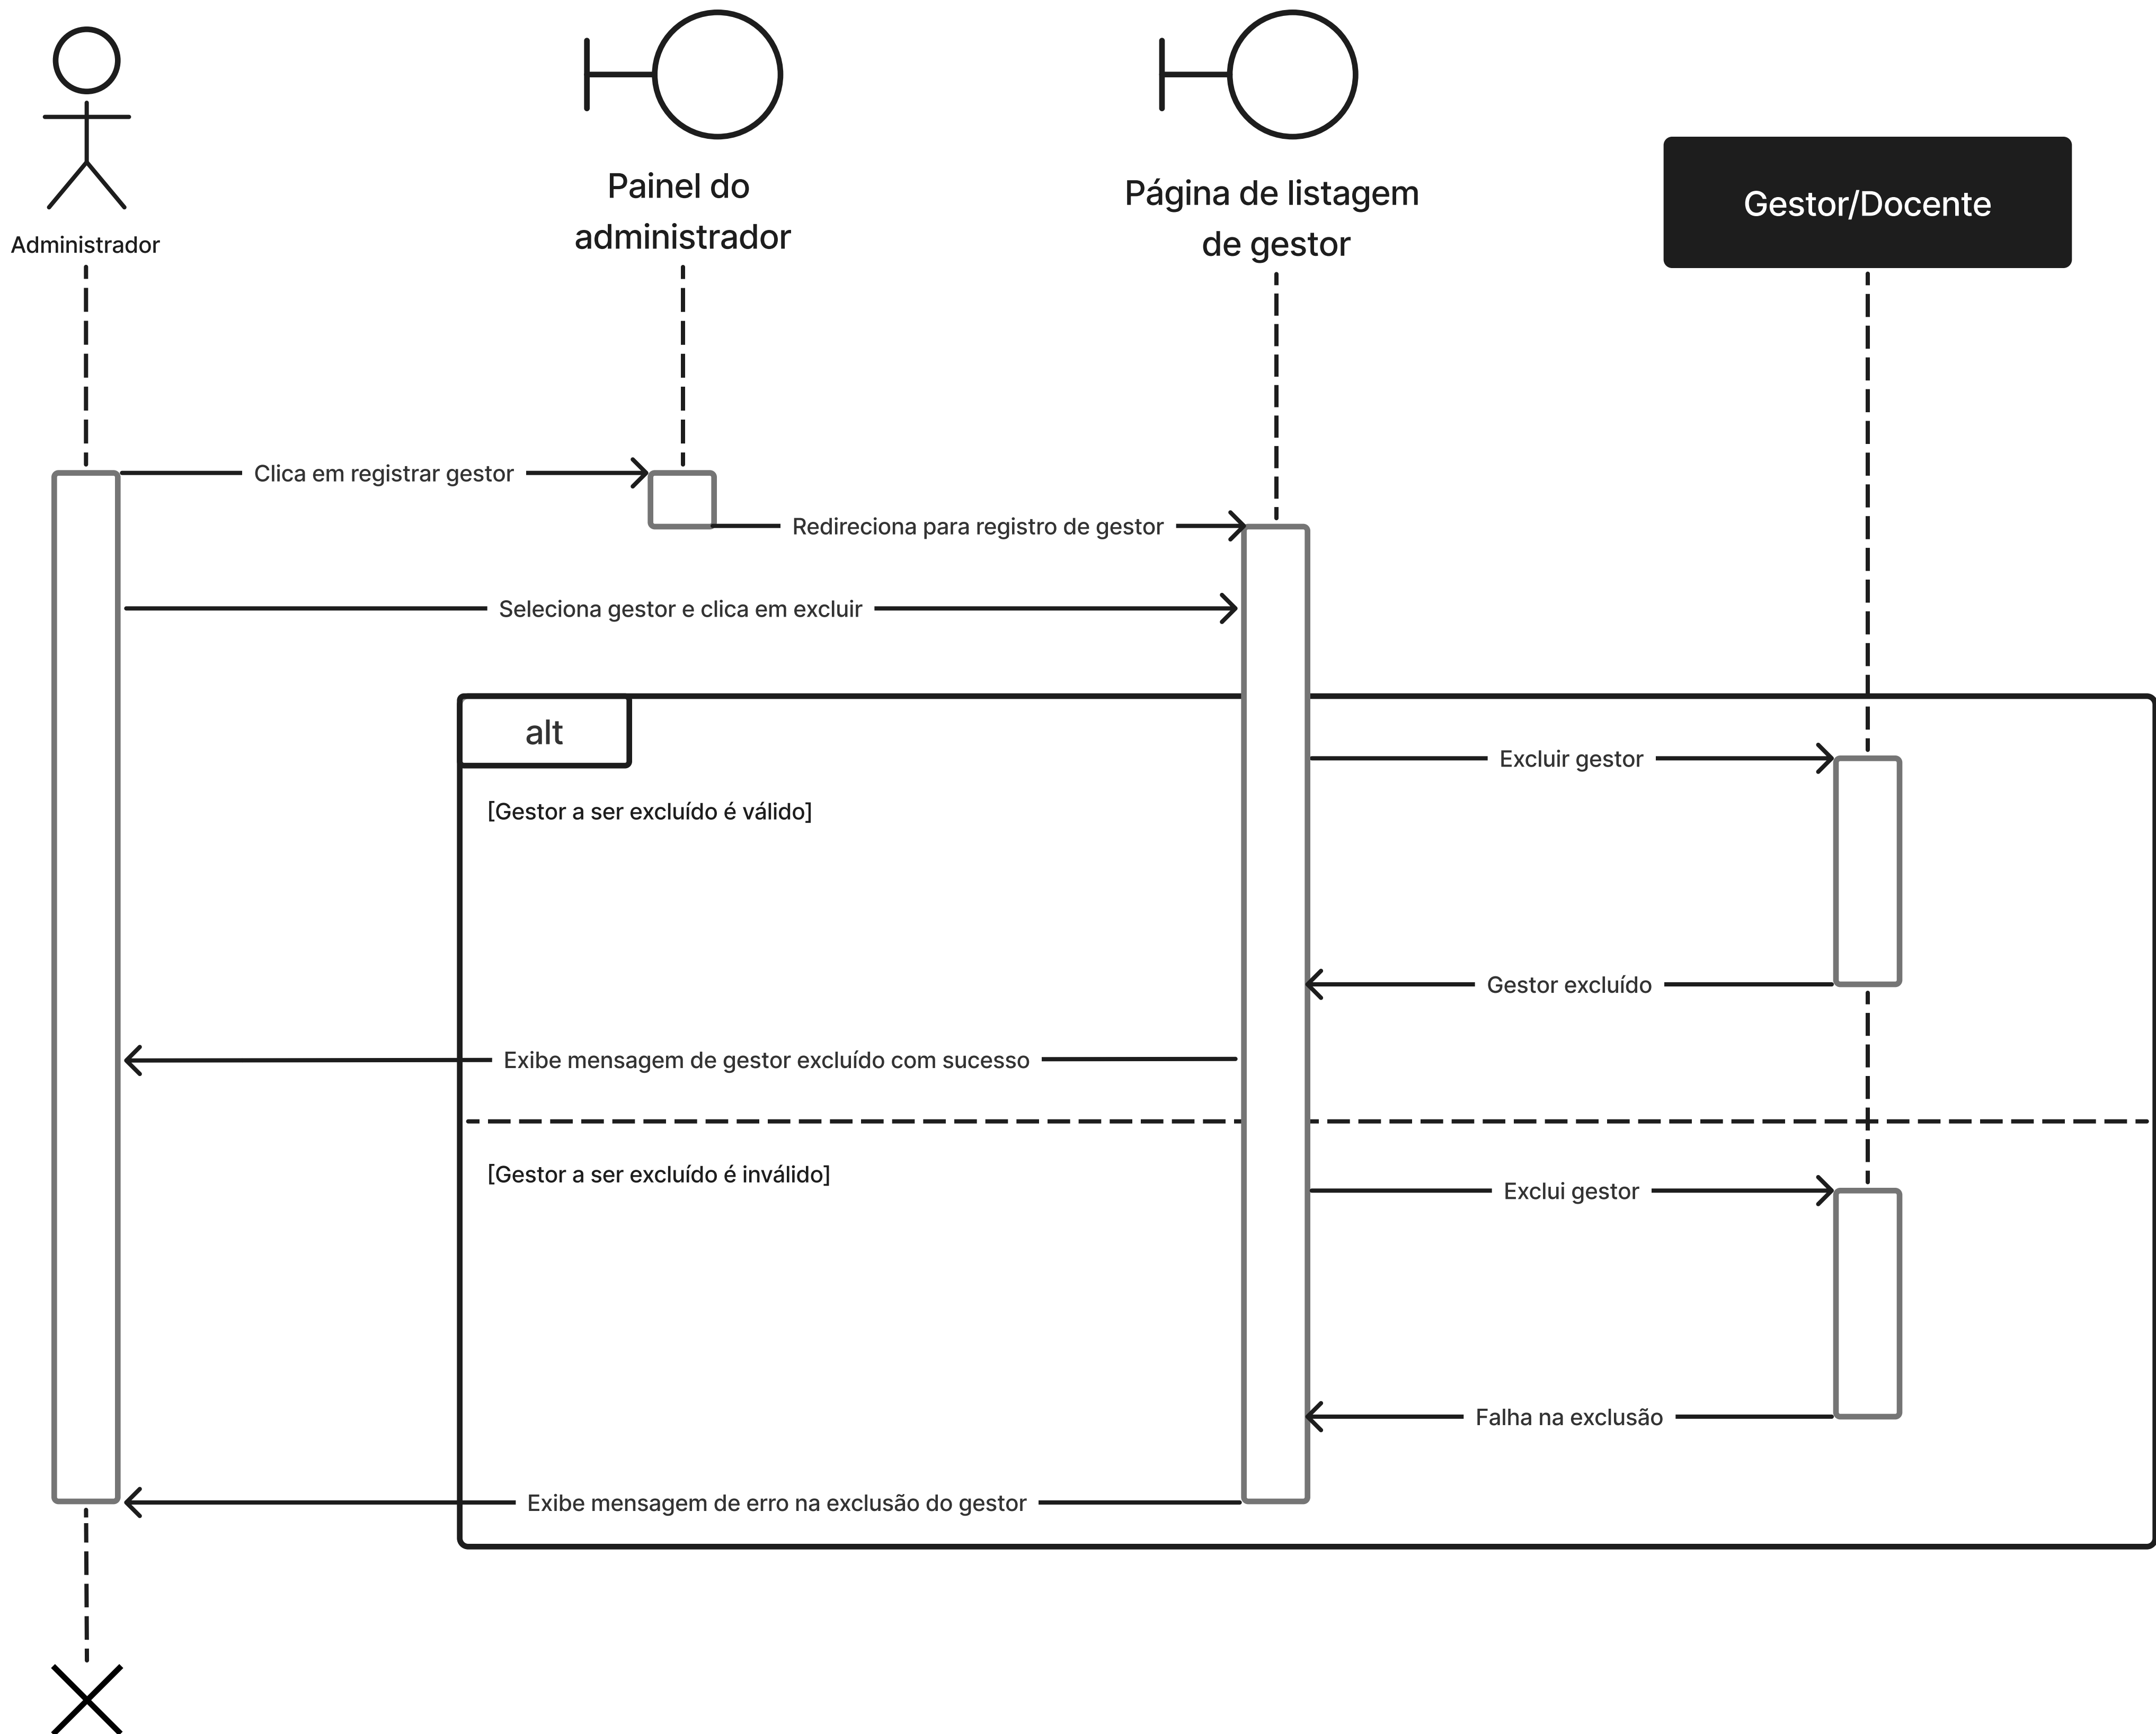 Administrador
Painel do
administrador
Página de listagem
de gestor
Gestor/Docente
Clica em registrar gestor
Redireciona para registro de gestor
Seleciona gestor e clica em excluir
alt
Excluir gestor
[Gestor a ser excluído é válido]
Gestor excluído
Exibe mensagem de gestor excluído com sucesso
[Gestor a ser excluído é inválido]
Exclui gestor
Falha na exclusão
Exibe mensagem de erro na exclusão do gestor